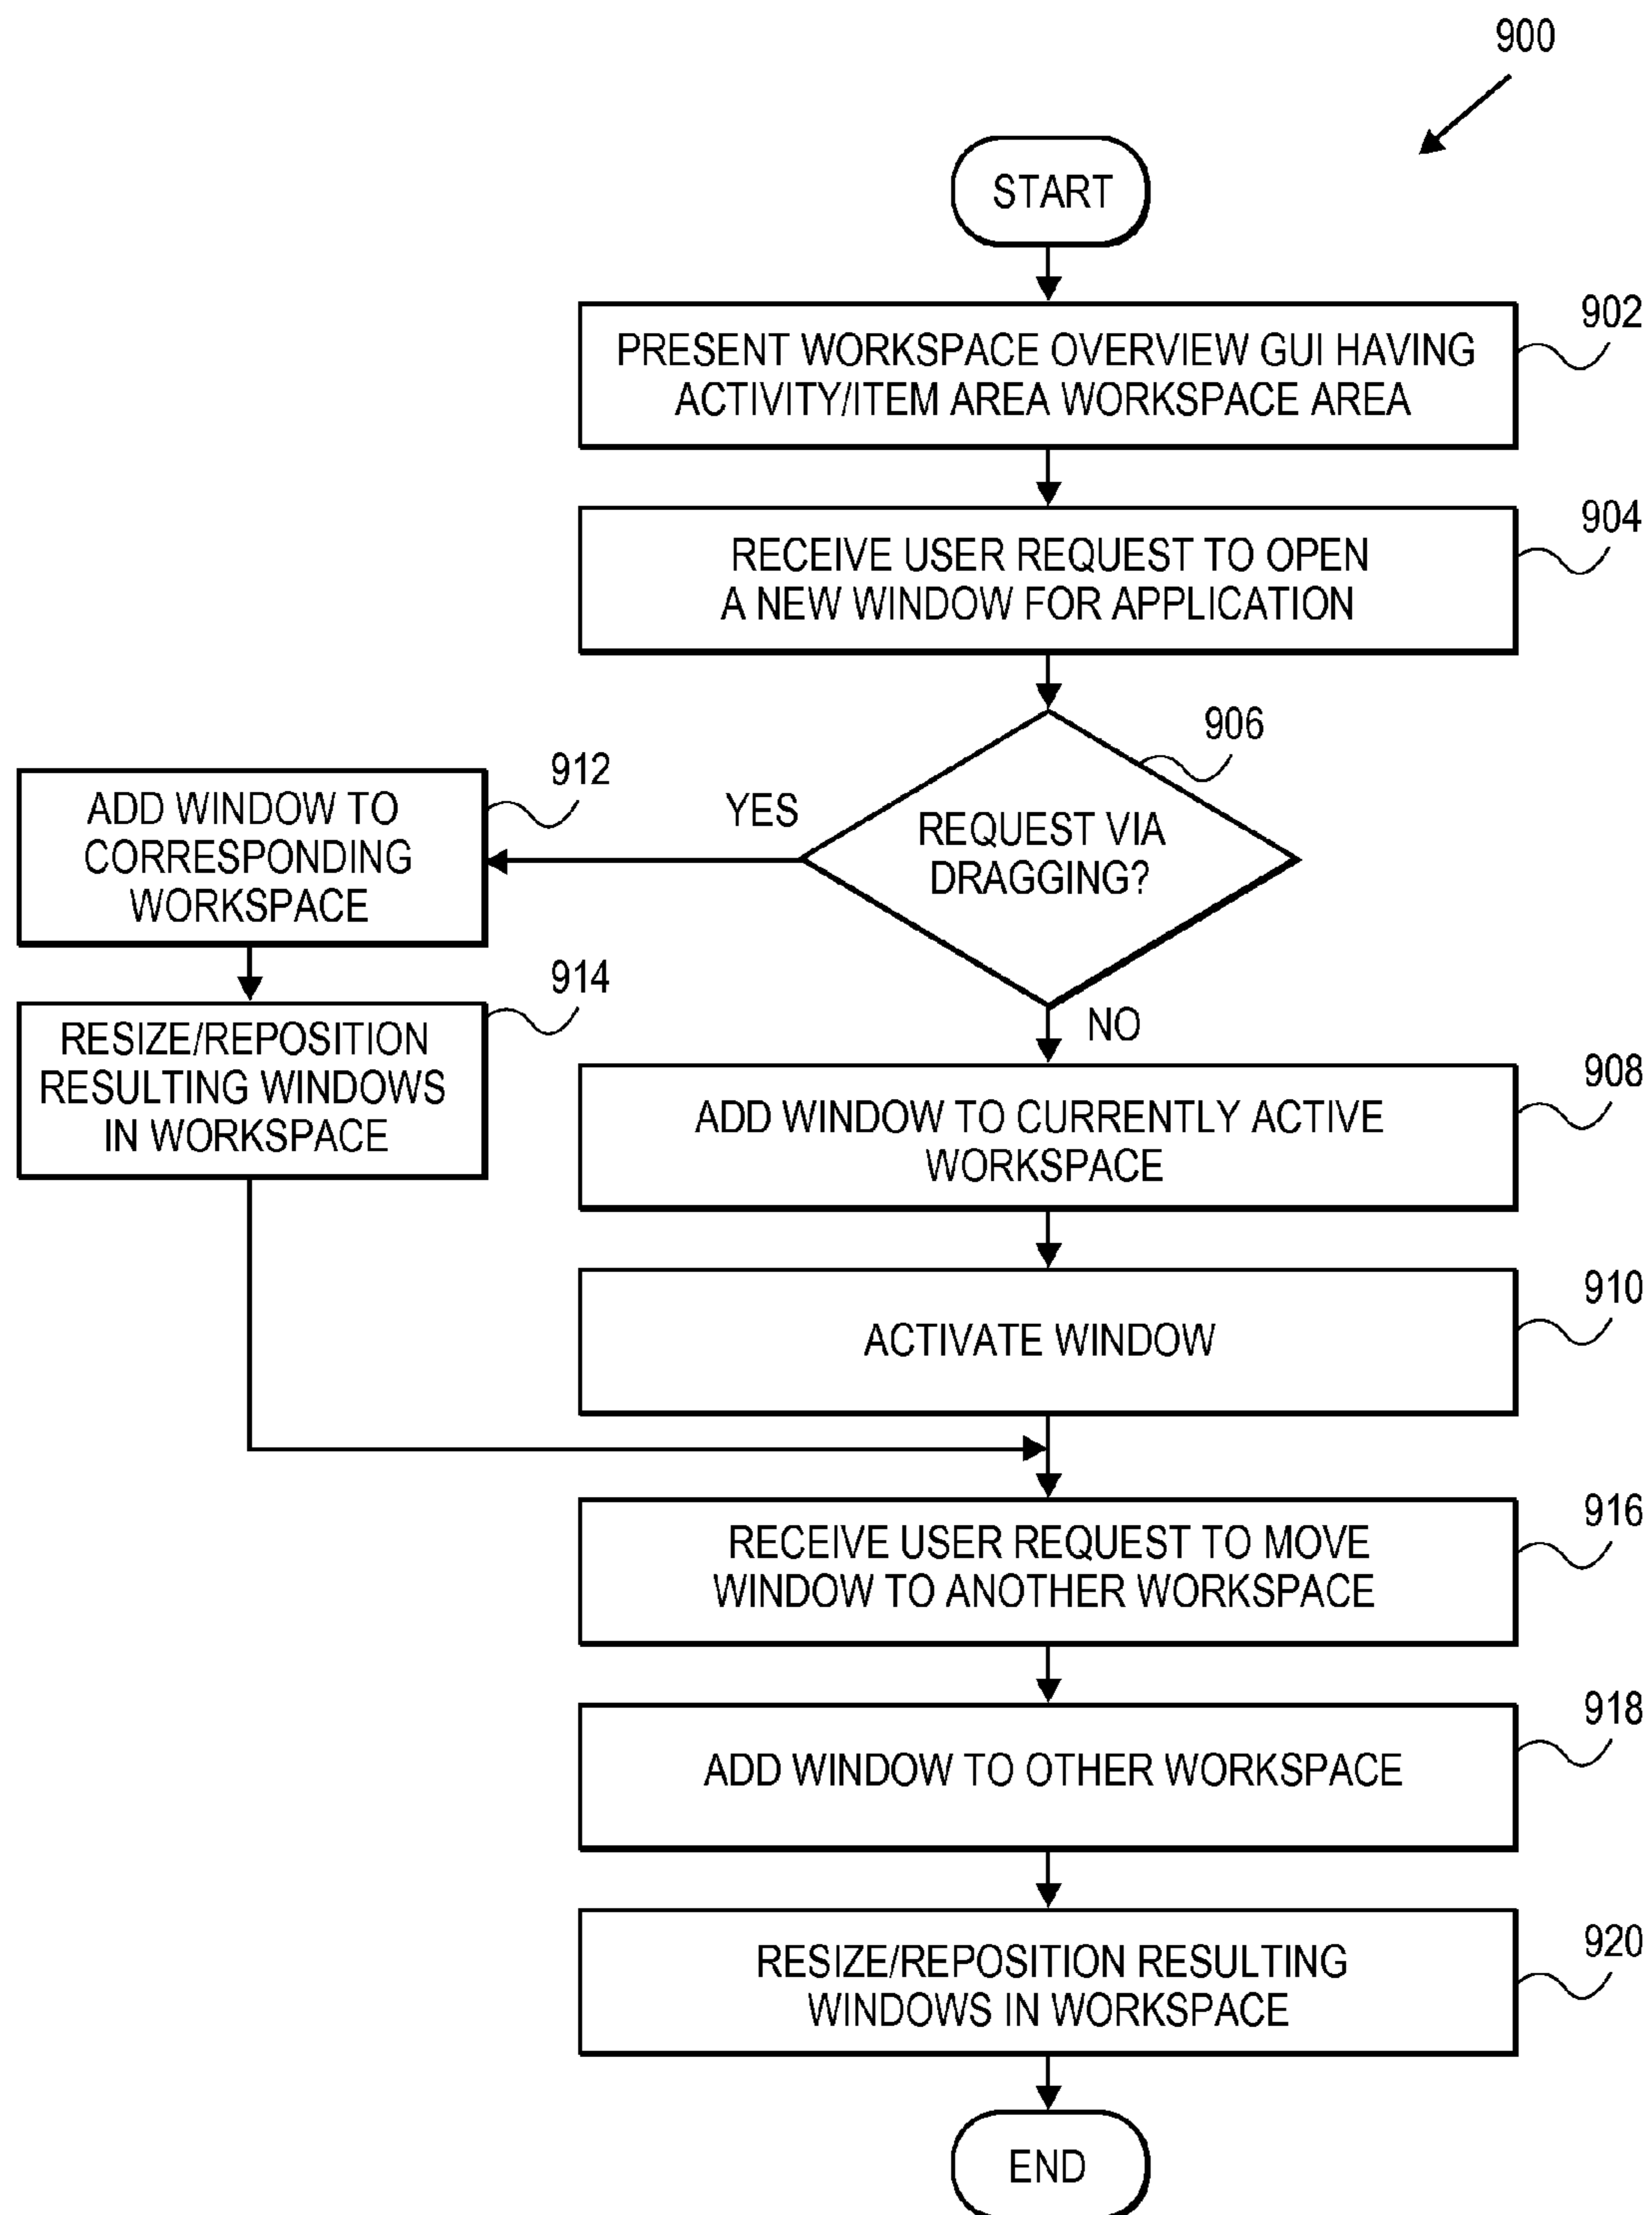 900
START
902
PRESENT WORKSPACE OVERVIEW GUI HAVING
ACTIVITY/ITEM AREA WORKSPACE AREA
904
RECEIVE USER REQUEST TO OPEN
A NEW WINDOW FOR APPLICATION
906
REQUEST VIA
DRAGGING?
YES
912
ADD WINDOW TO
CORRESPONDING
WORKSPACE
914
RESIZE/REPOSITION
RESULTING WINDOWS
IN WORKSPACE
NO
908
ADD WINDOW TO CURRENTLY ACTIVE
WORKSPACE
910
ACTIVATE WINDOW
916
RECEIVE USER REQUEST TO MOVE
WINDOW TO ANOTHER WORKSPACE
918
ADD WINDOW TO OTHER WORKSPACE
920
RESIZE/REPOSITION RESULTING
WINDOWS IN WORKSPACE
END